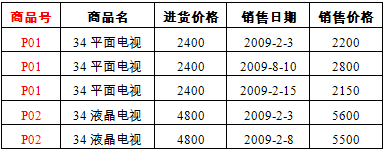 商品号 商品名 进货价格 销售日期 销售价格
P01 34 平面电视 2400 2009-2-3 2200
P01 34 平面电视 2400 2009-8-10 2800
P01 34 平面电视 2400 2009-2-15 2150
P02 34 液晶电视 4800 2009-2-3 5600
P02 34 液晶电视 4800 2009-2-8 5500